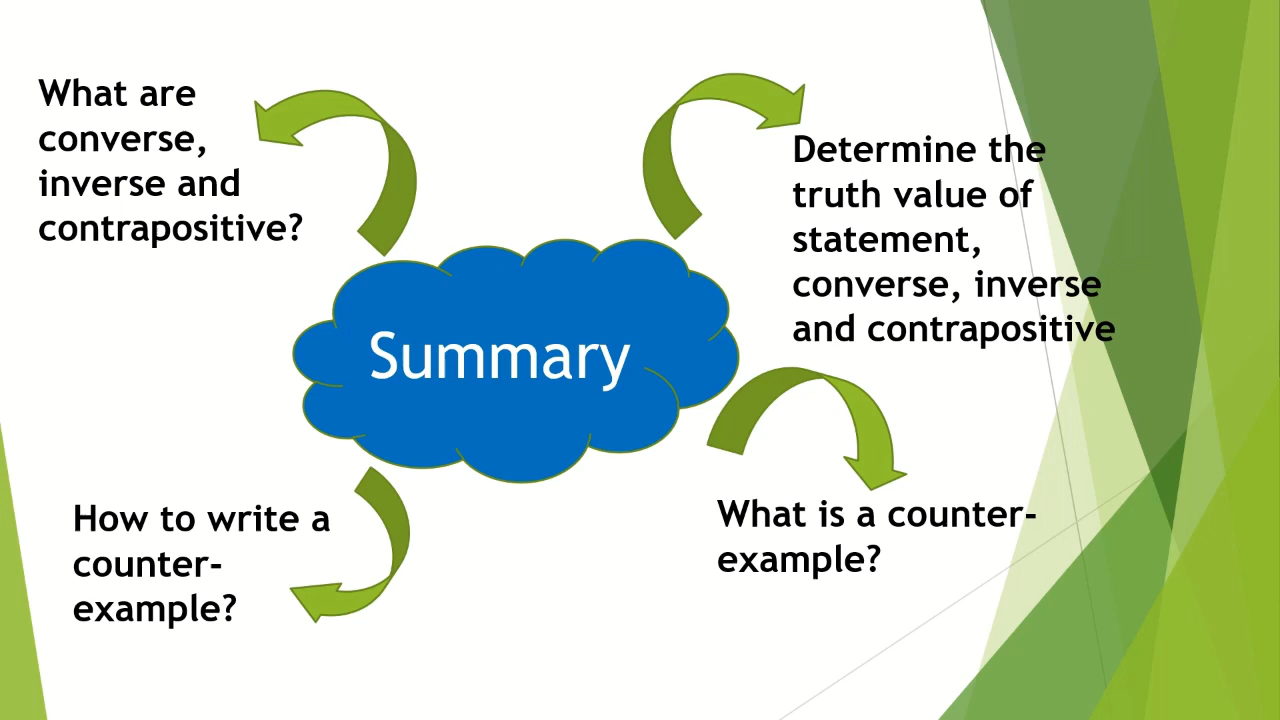 What are
converse,
inverse and
contrapositive?
Determine the
truth value of
statement,
converse, inverse
and contrapositive
Summary
How to write a
counter-
example?
What is a counter-
example?